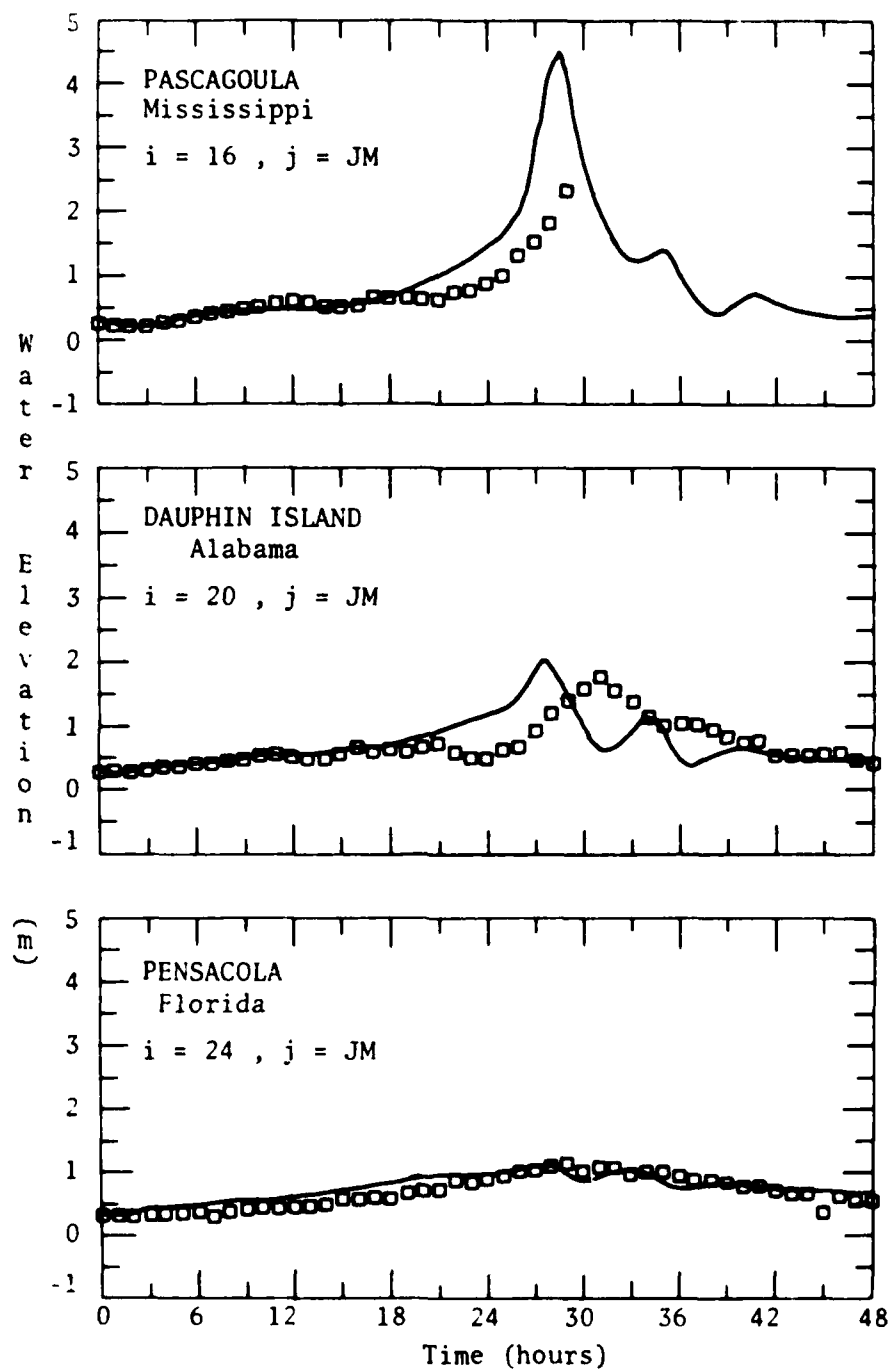 5
4
3
2
1
0
-1
PASCAGOULA
Mississippi
i = 16 , j = JM
5
4
3
2
1
0
-1
DAUPHIN ISLAND
Alabama
i = 20 , j = JM
5
4
3
2
1
0
-1
PENSACOLA
Florida
i = 24 , j = JM
Water Elevation (m)
0 6 12 18 24 30 36 42 48
Time (hours)